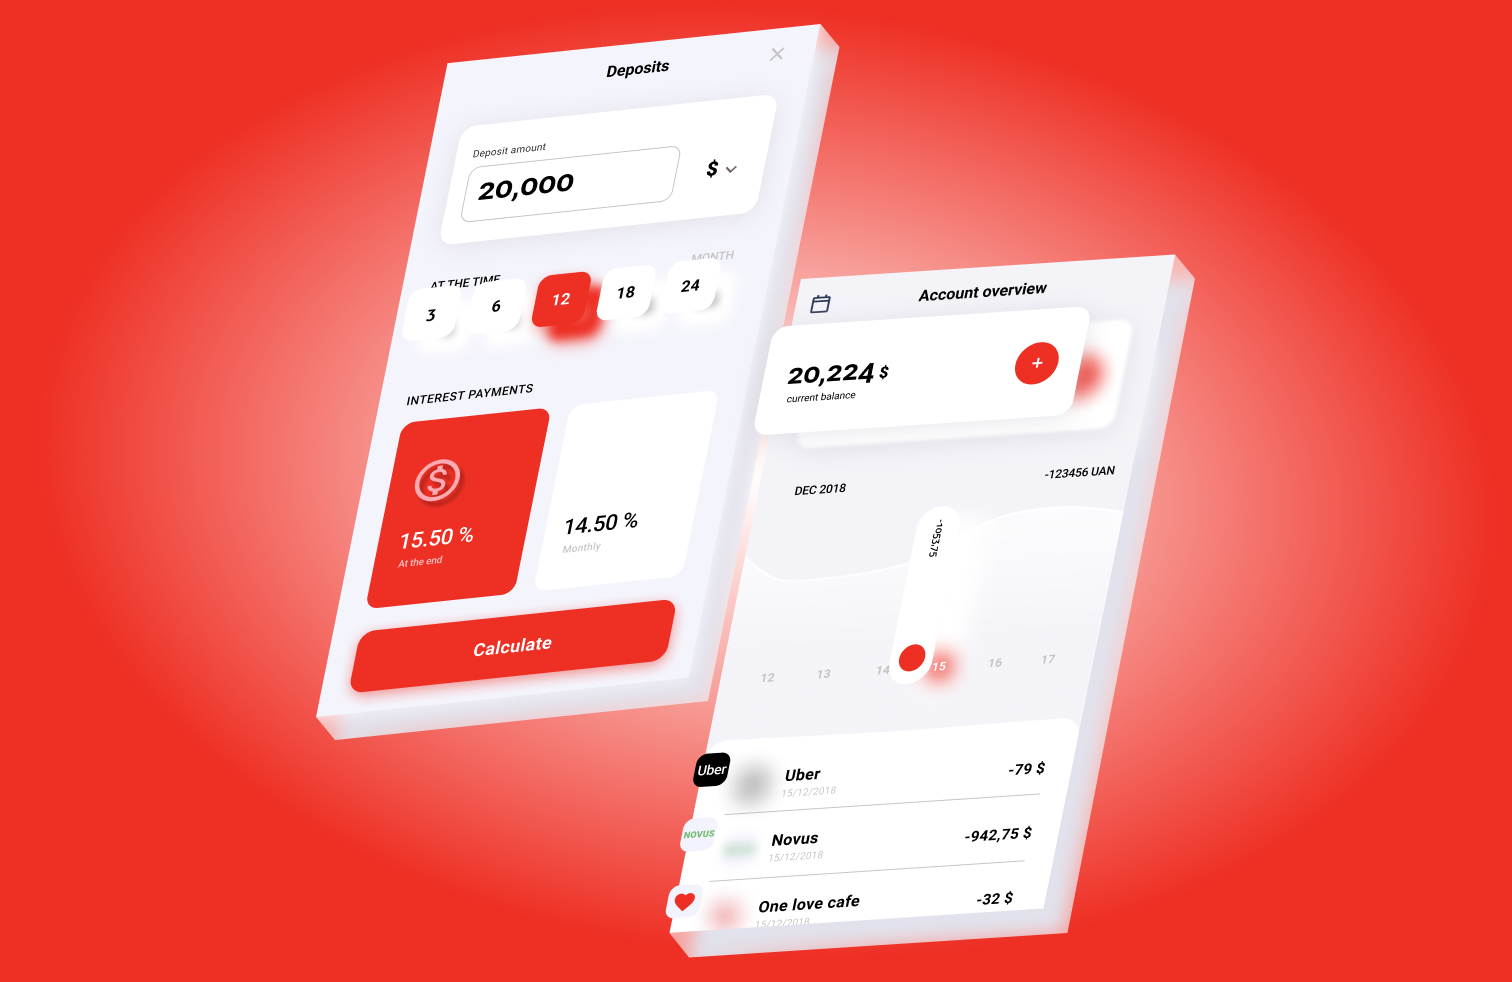 Deposits
Deposit amount
20,000
$
MONTH
AT THE TIME
3 6 12 18 24
INTEREST PAYMENTS
15.50 %
At the end
14.50 %
Monthly
Calculate
Account overview
20,224 $
current balance
+
DEC 2018
-123456 UAN
-1053,75
12 13 14 15 16 17
Uber
Uber
-79 $
15/12/2018
NOVUS
Novus
-942,75 $
15/12/2018
One love cafe
-32 $
15/12/2018